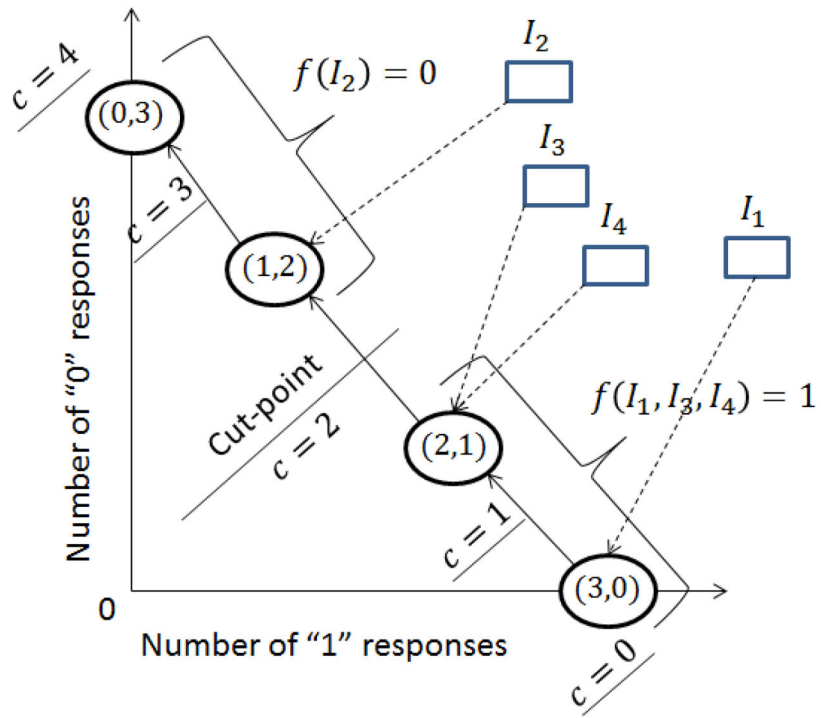 I₂
c = 4
f(I₂) = 0
(0,3)
I₃
c = 3
I₄
I₁
(1,2)
Number of “0” responses
Cut-point
c = 2
f(I₁, I₃, I₄) = 1
(2,1)
c = 1
(3,0)
0
Number of “1” responses
c = 0